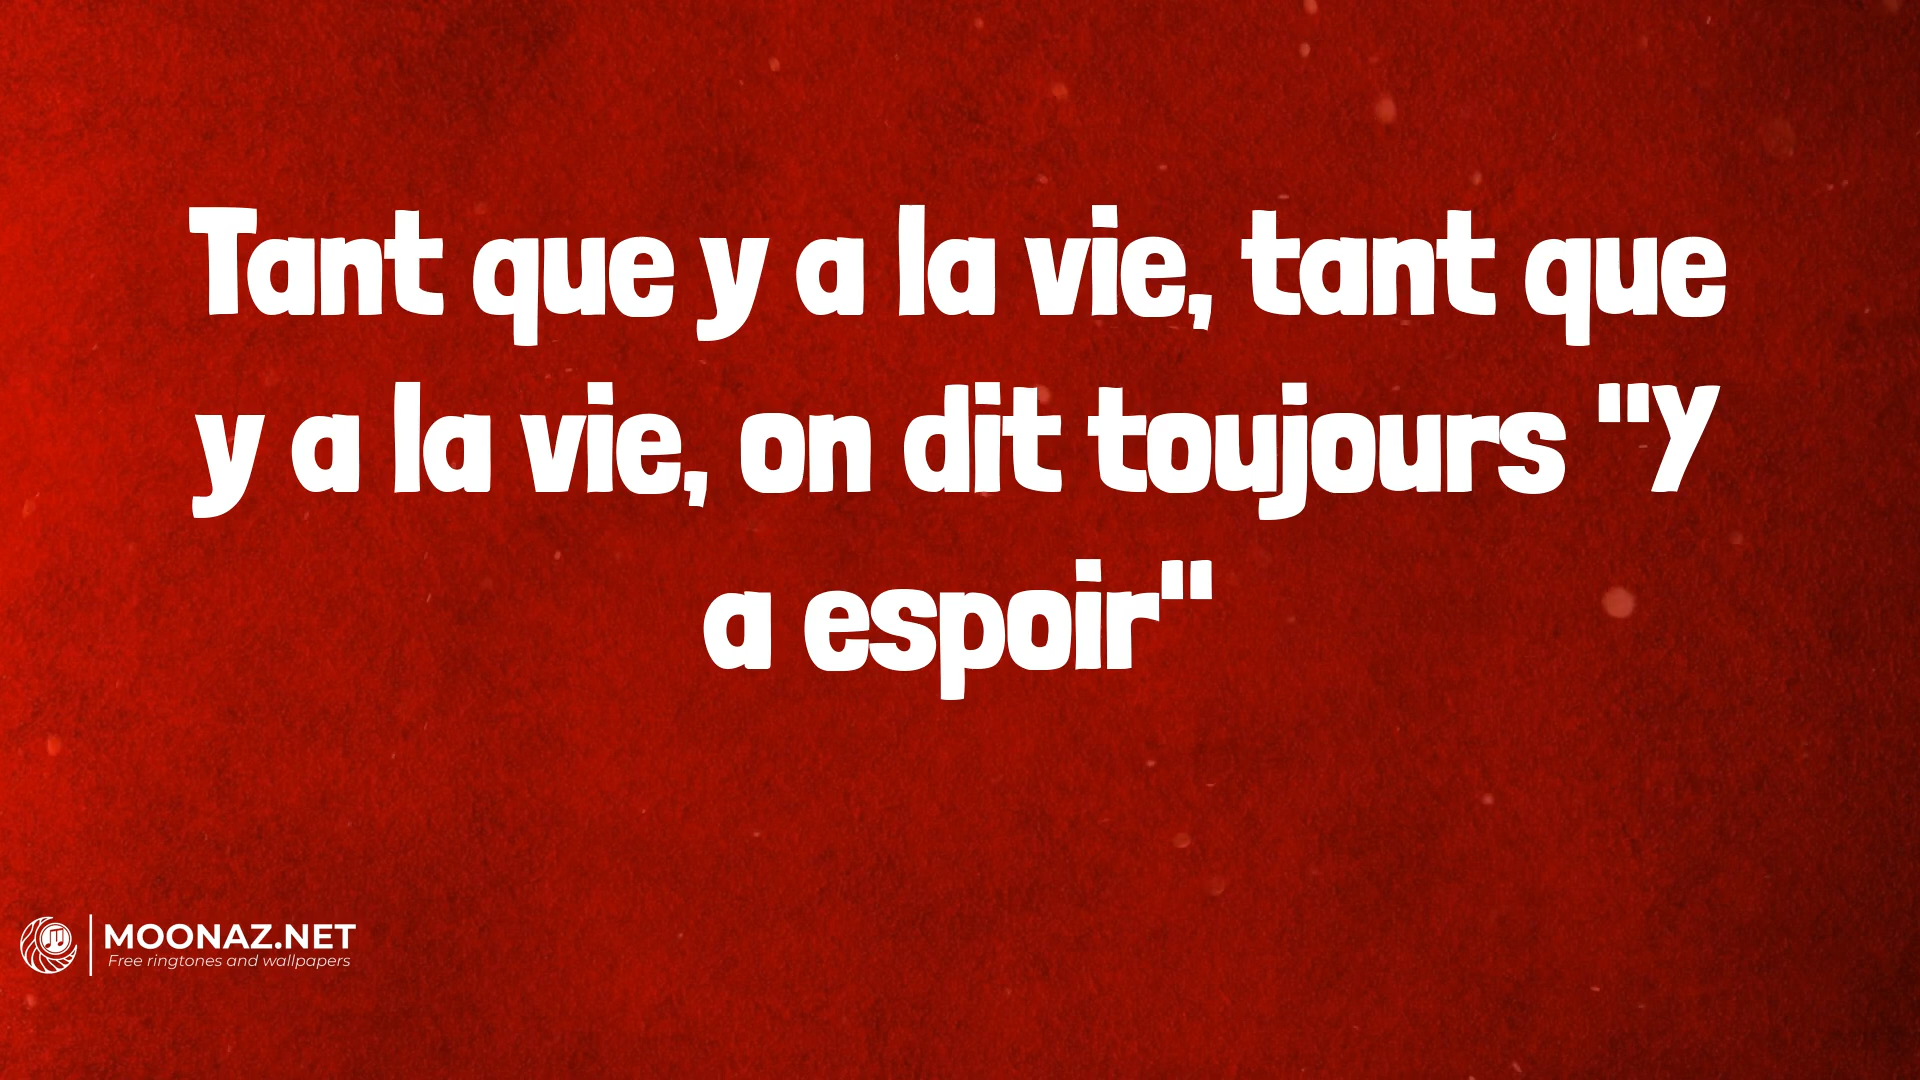 Tant que y a la vie, tant que
y a la vie, on dit toujours "Y
a espoir"
MOONAZ.NET
Free ringtones and wallpapers